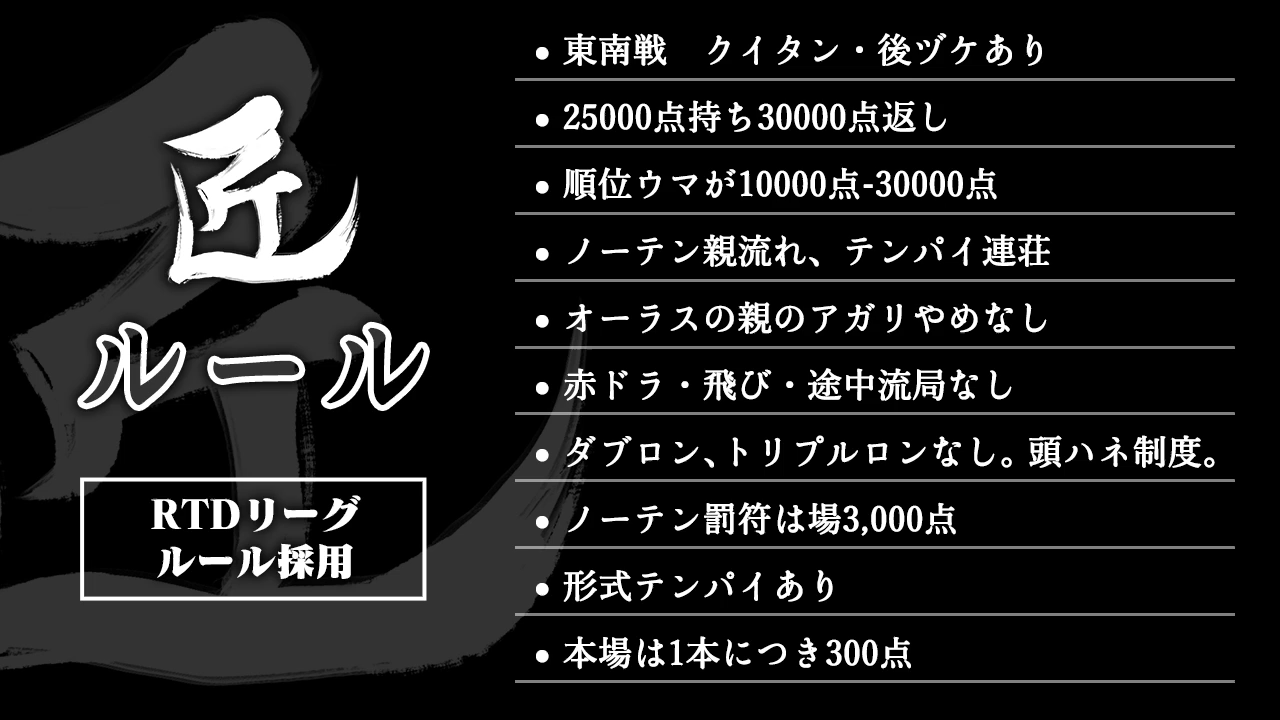 匠
ルール
RTDリーグ
ルール採用
●東南戦　クイタン・後ヅケあり
●25000点持ち30000点返し
●順位ウマが10000点-30000点
●ノーテン親流れ、テンパイ連荘
●オーラスの親のアガリやめなし
●赤ドラ・飛び・途中流局なし
●ダブロン、トリプルロンなし。頭ハネ制度。
●ノーテン罰符は場3,000点
●形式テンパイあり
●本場は1本につき300点